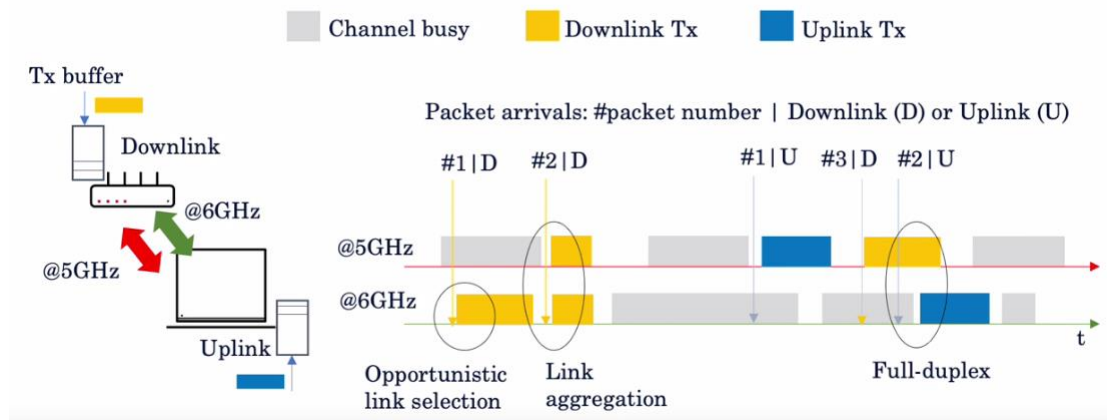 Channel busy
Downlink Tx
Uplink Tx
Tx buffer
Packet arrivals: #packet number | Downlink (D) or Uplink (U)
Downlink
#1|D
#2|D
#1|U
#3|D
#2|U
@6GHz
@5GHz
@5GHz
@6GHz
t
Uplink
Opportunistic
link selection
Link
aggregation
Full-duplex